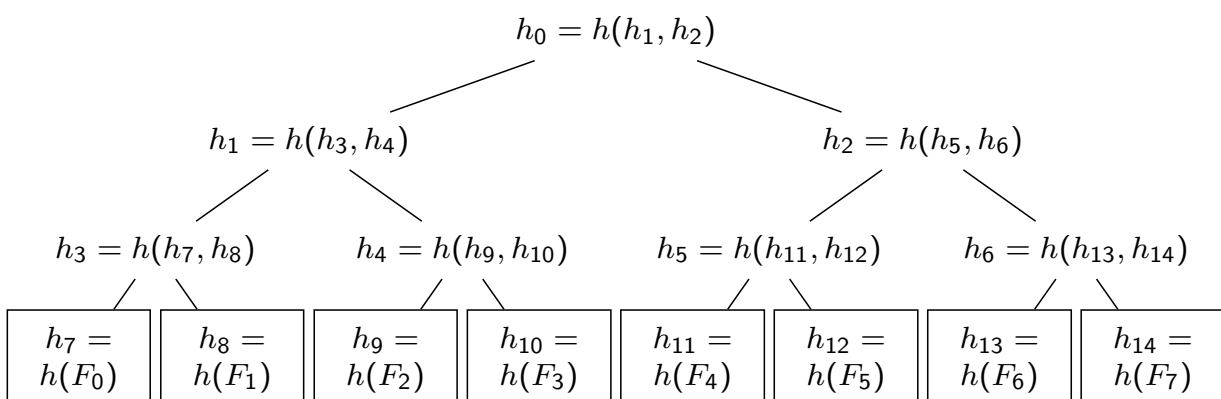 h₀ = h(h₁, h₂)
h₁ = h(h₃, h₄) h₂ = h(h₅, h₆)
h₃ = h(h₇, h₈) h₄ = h(h₉, h₁₀) h₅ = h(h₁₁, h₁₂) h₆ = h(h₁₃, h₁₄)
h₇ = h₈ = h₉ = h₁₀ = h₁₁ = h₁₂ = h₁₃ = h₁₄ =
h(F₀) h(F₁) h(F₂) h(F₃) h(F₄) h(F₅) h(F₆) h(F₇)